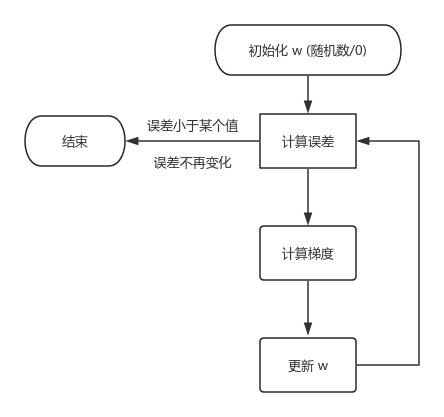 初始化 w (随机数/0)
误差小于某个值
结束
计算误差
误差不再变化
计算梯度
更新 w